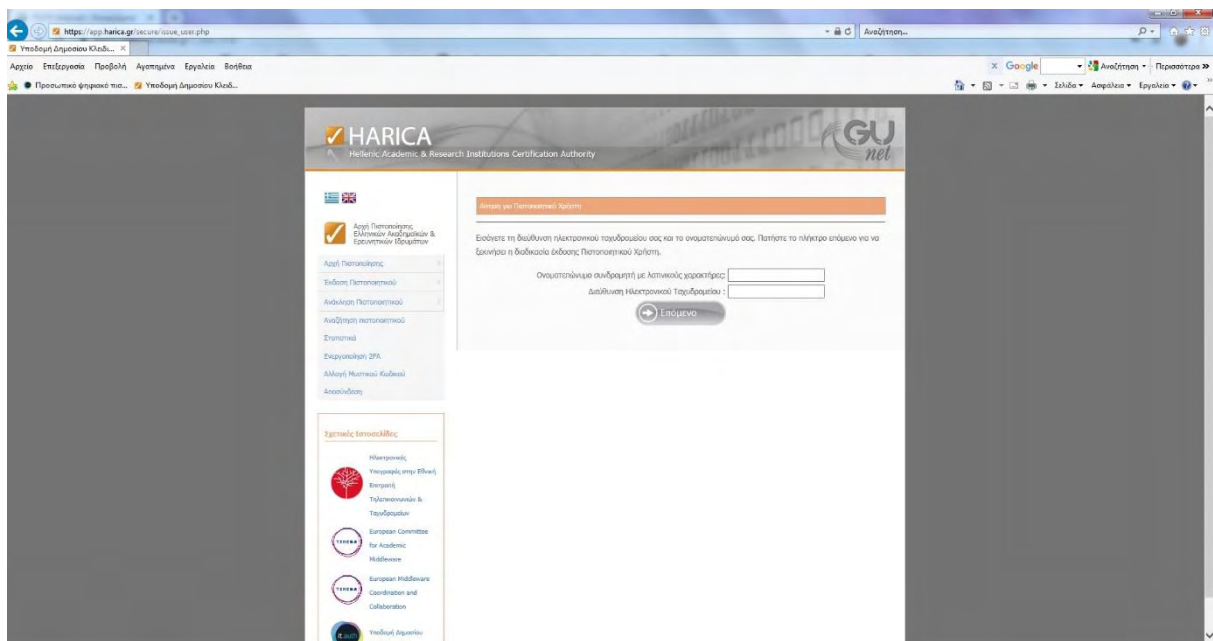 https://app.harica.gr/secure/issue_user.php
Αναζήτηση...
Υποδομή Δημοσίου Κλειδι... ×
Αρχείο Επεξεργασία Προβολή Αγαπημένα Εργαλεία Βοήθεια
x Google Αναζήτηση Περισσότερα »
Προσωπικό ψηφιακό πισ... Υποδομή Δημοσίου Κλειδ...
Σελίδα Ασφάλεια Εργαλεία
HARICA
Hellenic Academic & Research Institutions Certification Authority
GU
net
Αρχή Πιστοποίησης
Ελληνικών Ακαδημαϊκών &
Ερευνητικών Ιδρυμάτων
Αρχή Πιστοποίησης
Έκδοση Πιστοποιητικού
Ανάκληση Πιστοποιητικού
Αναζήτηση πιστοποιητικού
Στατιστικά
Ενεργοποίηση 2FA
Αλλαγή Μυστικού Κωδικού
Αποσύνδεση
Αίτηση για Πιστοποιητικό Χρήστη
Εισάγετε τη διεύθυνση ηλεκτρονικού ταχυδρομείου σας και το ονοματεπώνυμό σας. Πατήστε το πλήκτρο επόμενο για να
ξεκινήσει η διαδικασία έκδοσης Πιστοποιητικού Χρήστη.
Ονοματεπώνυμο συνδρομητή με λατινικούς χαρακτήρες:
Διεύθυνση Ηλεκτρονικού Ταχυδρομείου :
Επόμενο
Σχετικές Ιστοσελίδες
Ηλεκτρονικές
Υπογραφές στην Εθνική
Επιτροπή
Τηλεπικοινωνιών &
Ταχυδρομείων
TERENA
European Committee
for Academic
Middleware
TERENA
European Middleware
Coordination and
Collaboration
it.auth
Υποδομή Δημοσίου